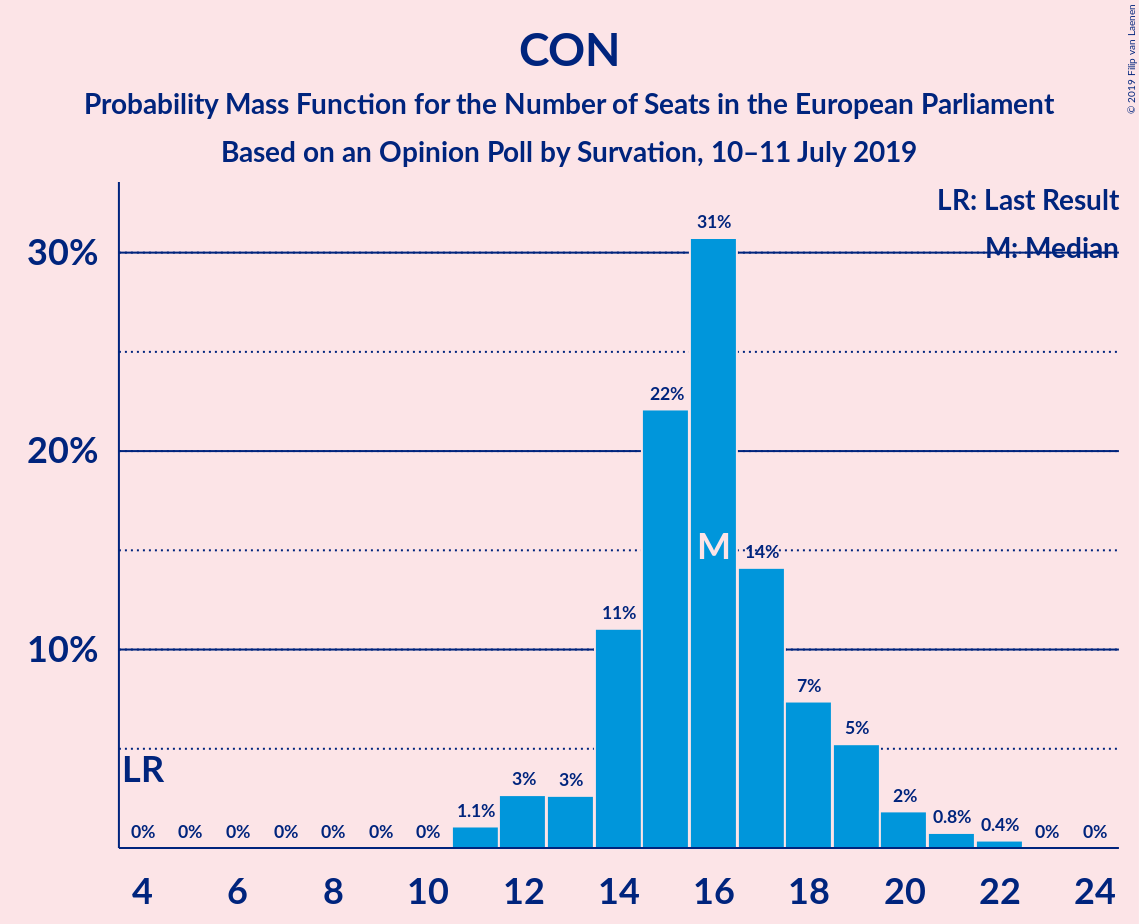 CON
Probability Mass Function for the Number of Seats in the European Parliament
Based on an Opinion Poll by Survation, 10–11 July 2019
© 2019 Filip van Laenen
LR: Last Result
M: Median
30%
20%
10%
31%
22%
M
14%
11%
7%
5%
LR
3%
3%
2%
1.1%
0.8%
0.4%
0% 0% 0% 0% 0% 0% 0% 0% 0%
4 6 8 10 12 14 16 18 20 22 24